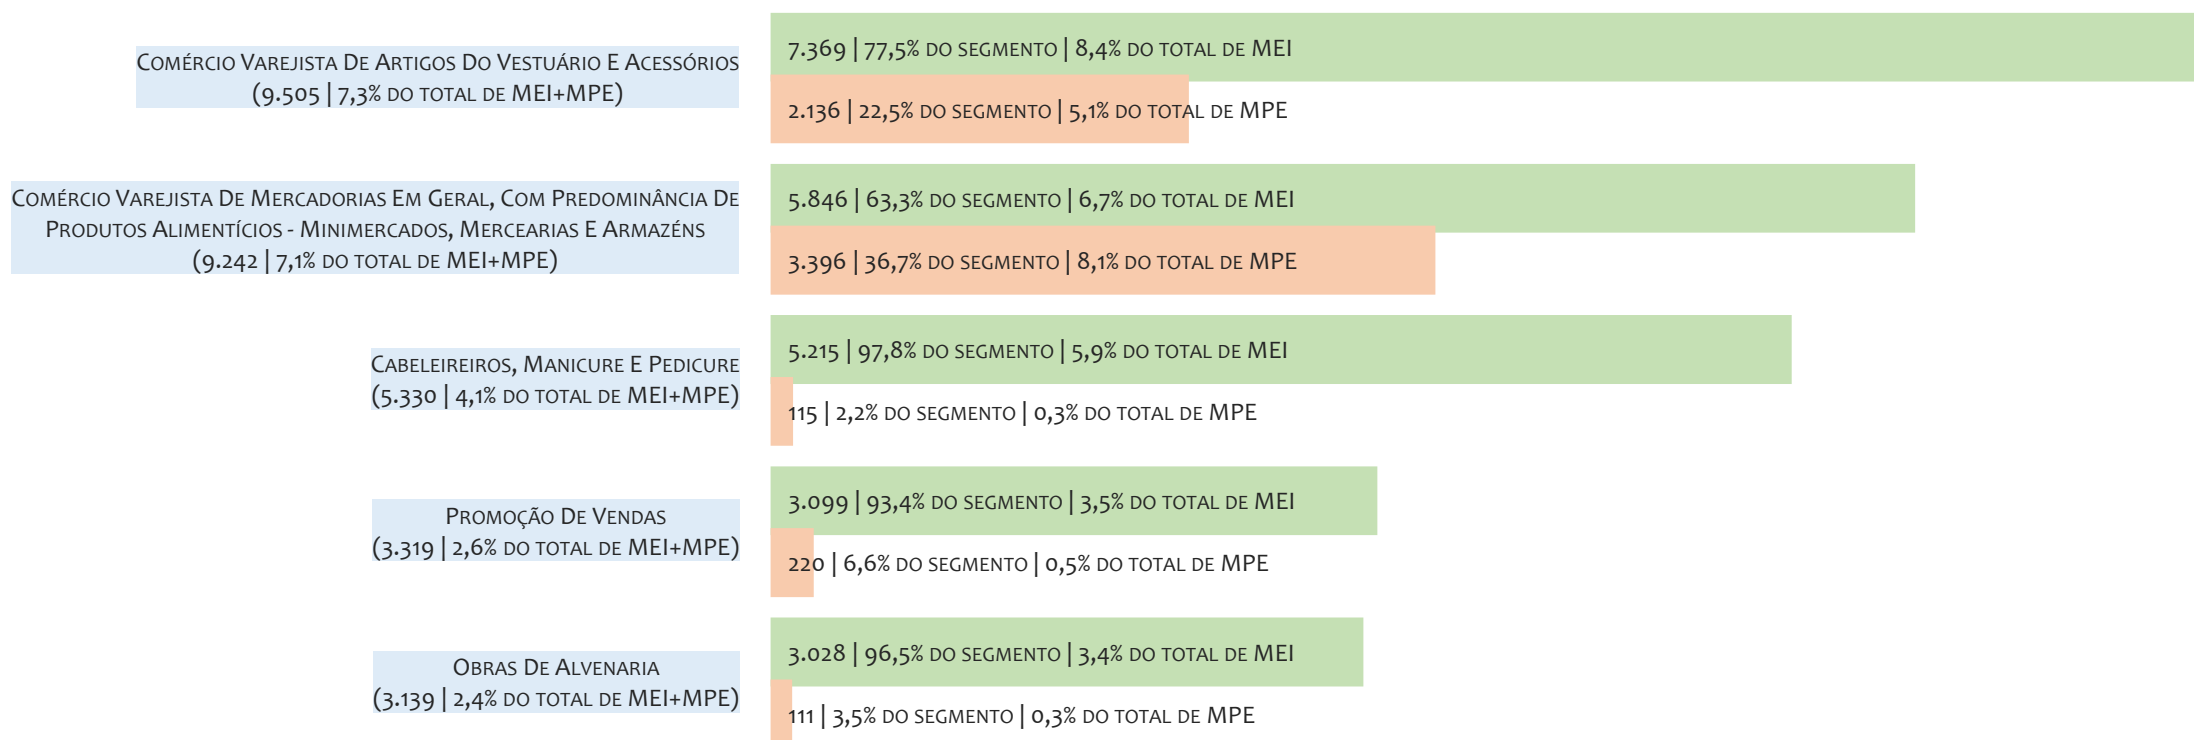 Comércio Varejista De Artigos Do Vestuário E Acessórios
(9.505 | 7,3% do total de MEI+MPE)
7.369 | 77,5% do segmento | 8,4% do total de MEI
2.136 | 22,5% do segmento | 5,1% do total de MPE
Comércio Varejista De Mercadorias Em Geral, Com Predominância De
Produtos Alimentícios - Minimercados, Mercearias E Armazéns
(9.242 | 7,1% do total de MEI+MPE)
5.846 | 63,3% do segmento | 6,7% do total de MEI
3.396 | 36,7% do segmento | 8,1% do total de MPE
Cabeleireiros, Manicure E Pedicure
(5.330 | 4,1% do total de MEI+MPE)
5.215 | 97,8% do segmento | 5,9% do total de MEI
115 | 2,2% do segmento | 0,3% do total de MPE
Promoção De Vendas
(3.319 | 2,6% do total de MEI+MPE)
3.099 | 93,4% do segmento | 3,5% do total de MEI
220 | 6,6% do segmento | 0,5% do total de MPE
Obras De Alvenaria
(3.139 | 2,4% do total de MEI+MPE)
3.028 | 96,5% do segmento | 3,4% do total de MEI
111 | 3,5% do segmento | 0,3% do total de MPE